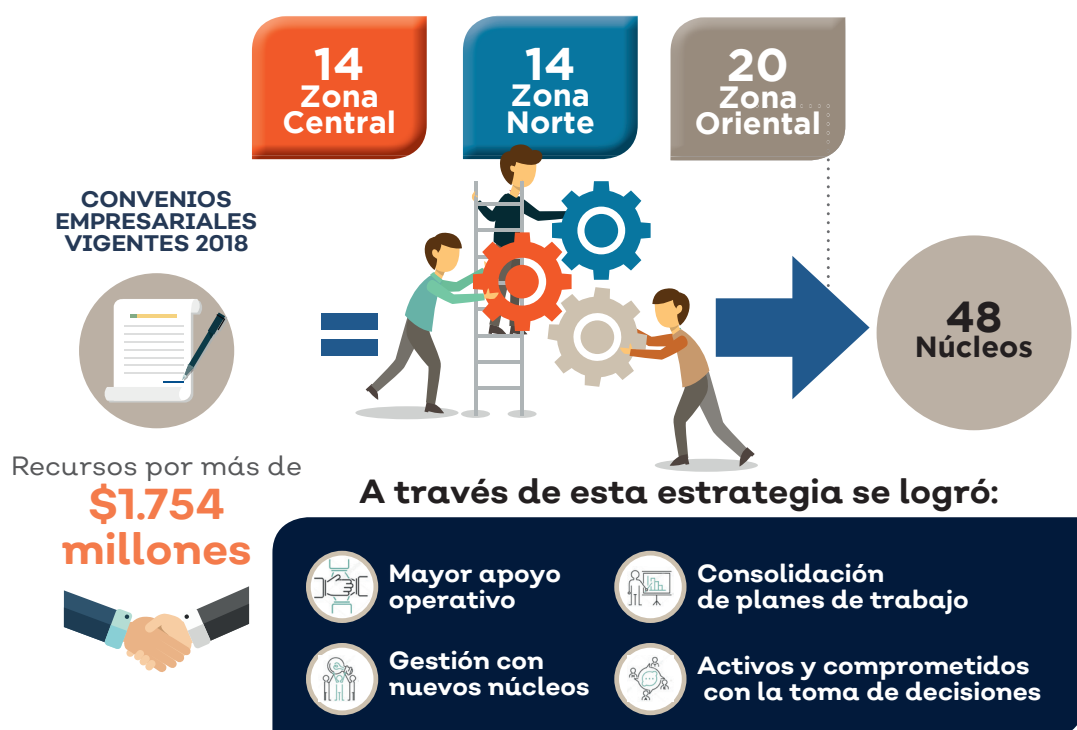 14
Zona
Central
14
Zona
Norte
20
Zona
Oriental
CONVENIOS
EMPRESARIALES
VIGENTES 2018
48
Núcleos
Recursos por más de
$1.754
millones
A través de esta estrategia se logró:
Mayor apoyo
operativo
Consolidación
de planes de trabajo
Gestión con
nuevos núcleos
Activos y comprometidos
con la toma de decisiones